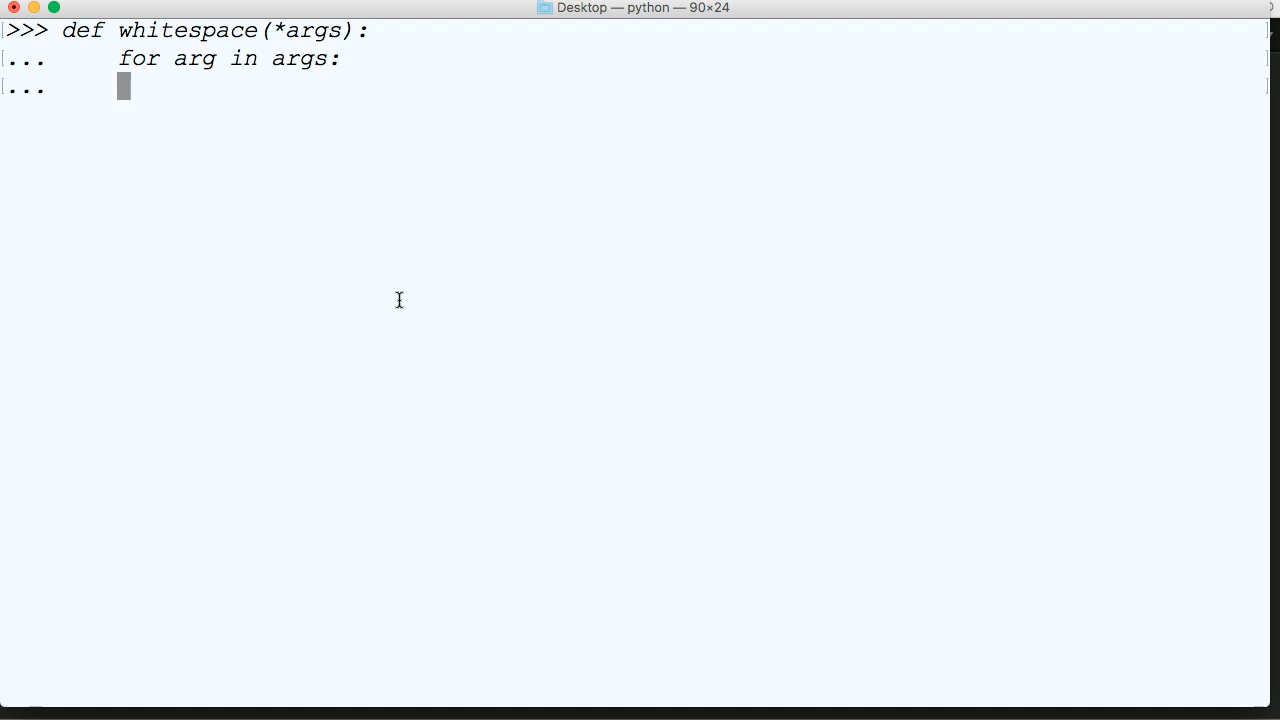 Desktop — python — 90×24
>>> def whitespace(*args):
...     for arg in args:
...